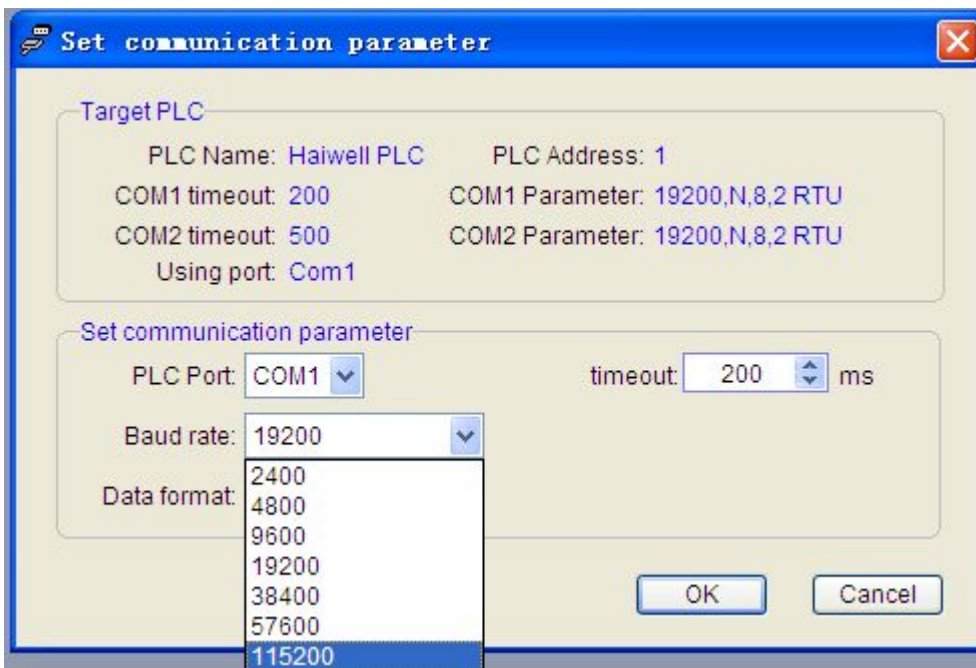 Set communication parameter
Target PLC
PLC Name: Haiwell PLC PLC Address: 1
COM1 timeout: 200 COM1 Parameter: 19200,N,8,2 RTU
COM2 timeout: 500 COM2 Parameter: 19200,N,8,2 RTU
Using port: Com1
Set communication parameter
PLC Port: COM1 timeout: 200 ms
Baud rate: 19200
Data format:
2400
4800
9600
19200
38400
57600
115200
OK Cancel